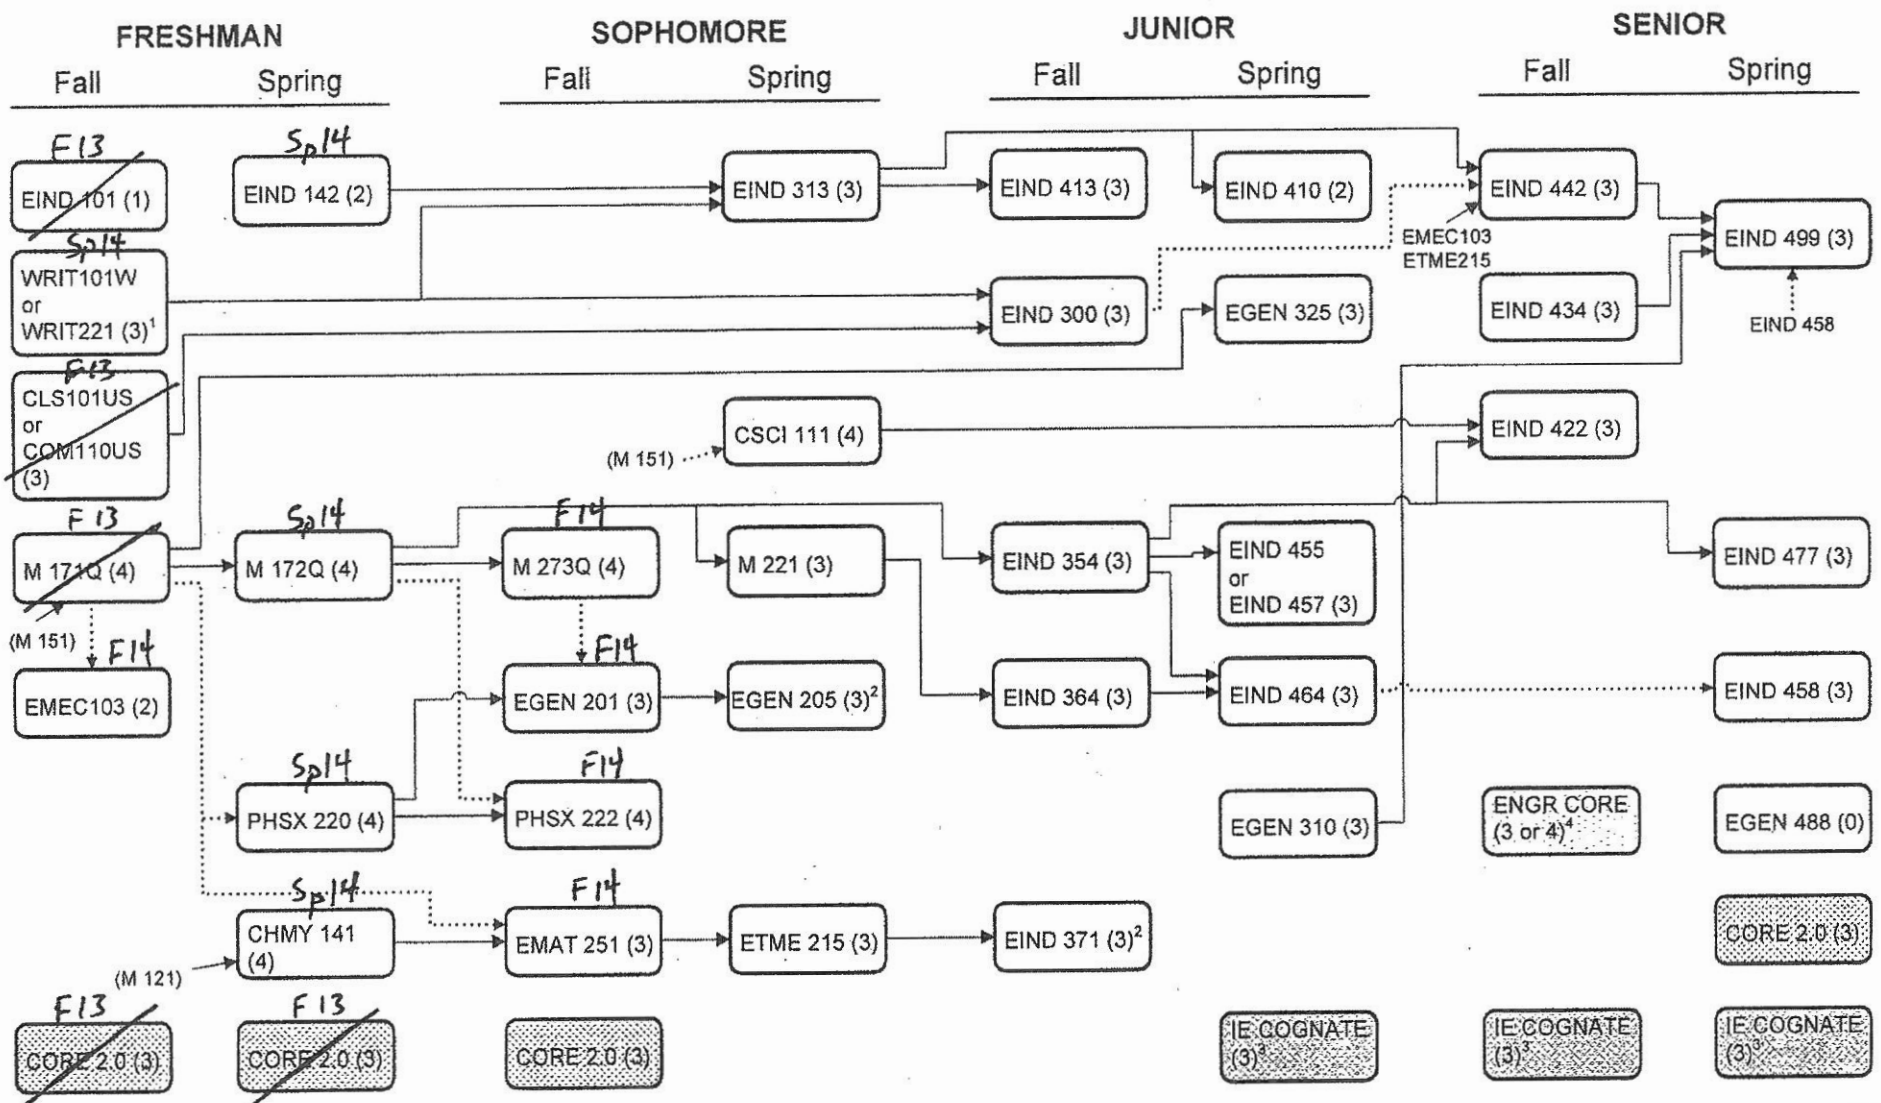 FRESHMAN SOPHOMORE JUNIOR SENIOR
Fall Spring Fall Spring Fall Spring Fall Spring
F13
EIND 101 (1)
Sp14
EIND 142 (2)
EIND 313 (3)
EIND 413 (3)
EIND 410 (2)
EIND 442 (3)
EMEC103
ETME215
EIND 499 (3)
EIND 458
Sp14
WRIT101W
or
WRIT221 (3)¹
EIND 300 (3)
EGEN 325 (3)
EIND 434 (3)
F13
CLS101US
or
COM110US
(3)
(M 151)
CSCI 111 (4)
EIND 422 (3)
F13
M 171Q (4)
(M 151)
Sp14
M 172Q (4)
F14
M 273Q (4)
M 221 (3)
EIND 354 (3)
EIND 455
or
EIND 457 (3)
EIND 477 (3)
F14
EMEC103 (2)
F14
EGEN 201 (3)
EGEN 205 (3)²
EIND 364 (3)
EIND 464 (3)
EIND 458 (3)
Sp14
PHSX 220 (4)
F14
PHSX 222 (4)
EGEN 310 (3)
ENGR CORE
(3 or 4)⁴
EGEN 488 (0)
Sp14
CHMY 141
(4)
(M 121)
F14
EMAT 251 (3)
ETME 215 (3)
EIND 371 (3)²
CORE 2.0 (3)
F13
CORE 2.0 (3)
F13
CORE 2.0 (3)
CORE 2.0 (3)
IE COGNATE
(3)³
IE COGNATE
(3)³
IE COGNATE
(3)³